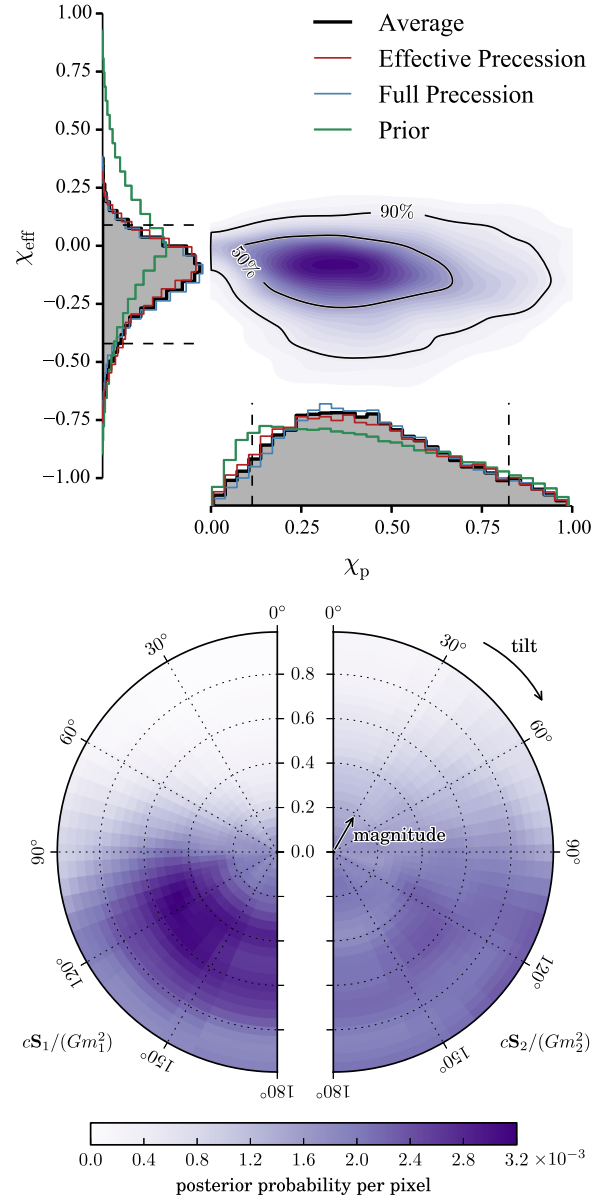 1.00
0.75
0.50
0.25
0.00
−0.25
−0.50
−0.75
−1.00
χeff
Average
Effective Precession
Full Precession
Prior
90%
50%
0.00 0.25 0.50 0.75 1.00
χp
0° 0°
30° 30° tilt
60° 60°
90° 90°
120° 120°
150° 150°
180° 180°
0.8
0.6
0.4
0.2
0.0
magnitude
cS₁/(Gm₁²) cS₂/(Gm₂²)
0.0 0.4 0.8 1.2 1.6 2.0 2.4 2.8 3.2 ×10⁻³
posterior probability per pixel